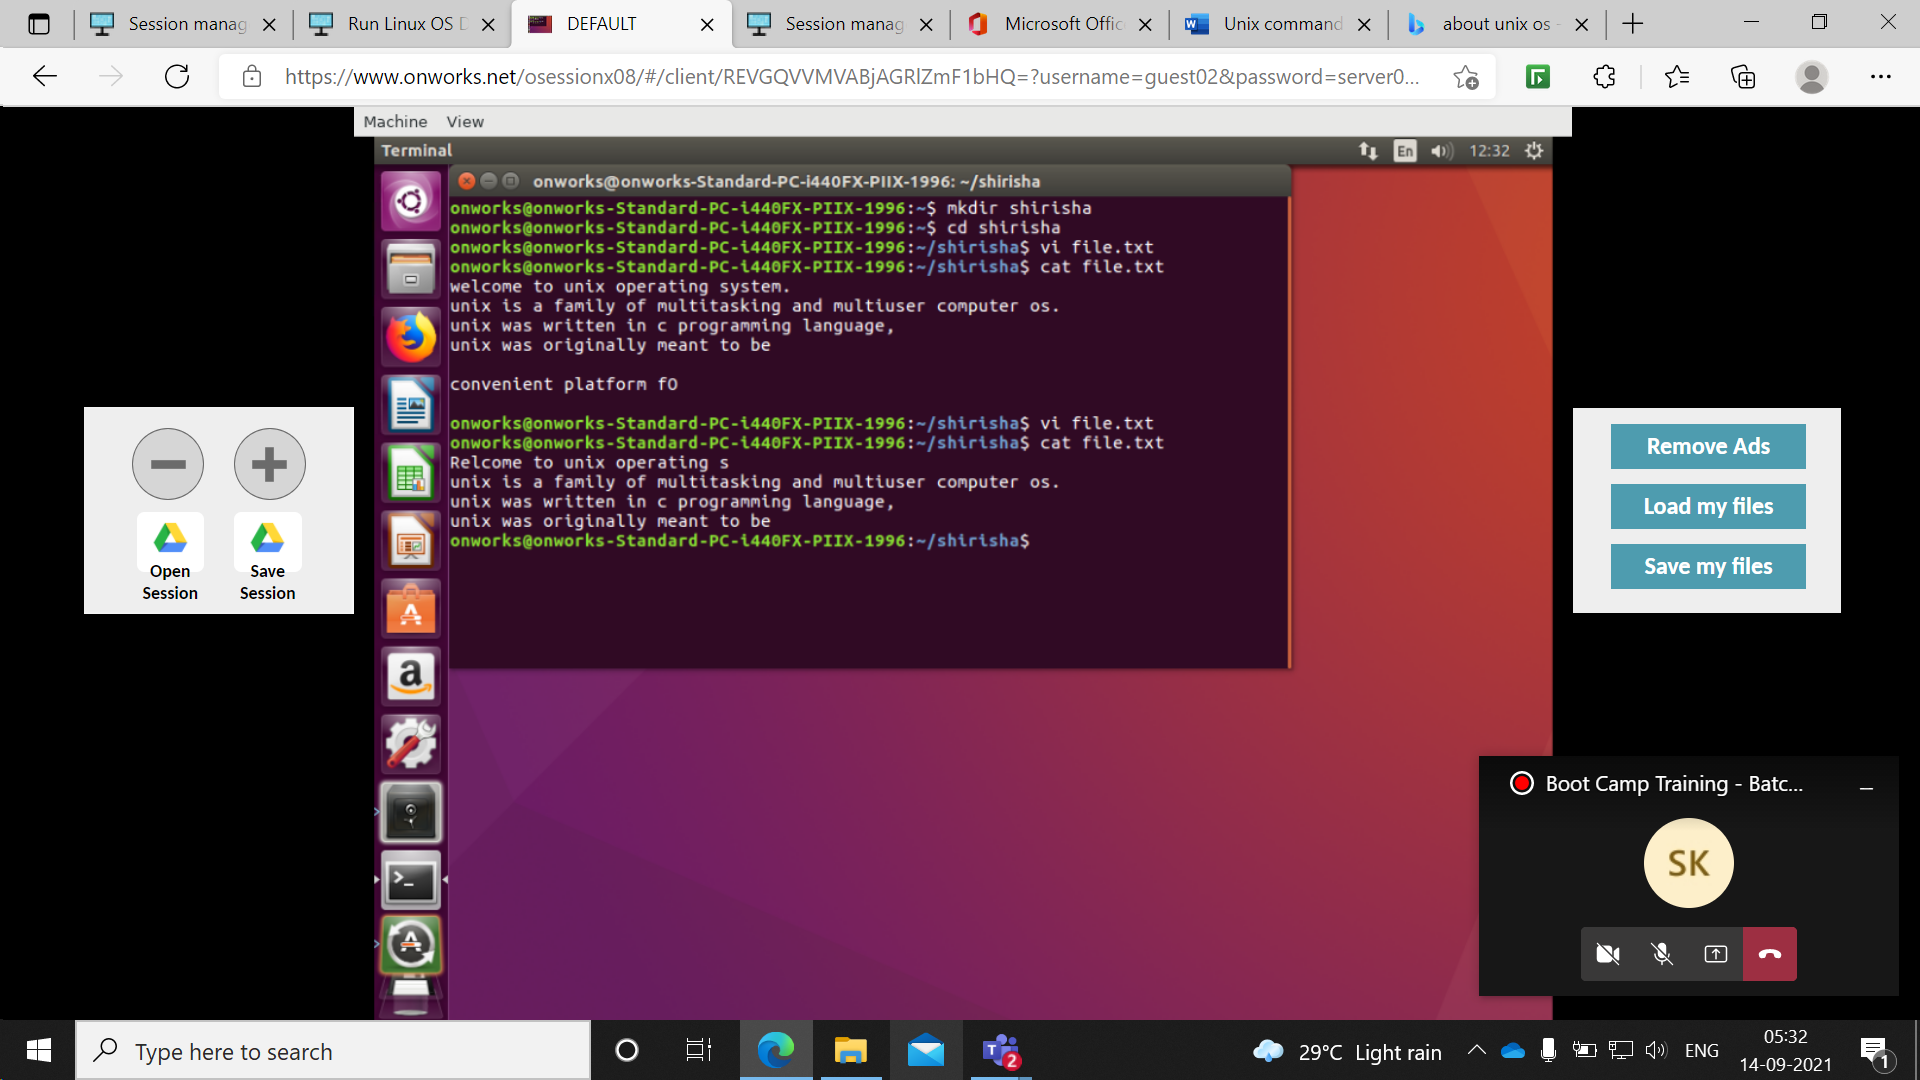 Session manag
Run Linux OS D
DEFAULT
Session manag
Microsoft Offic
Unix command
about unix os -
https://www.onworks.net/osessionx08/#/client/REVGQVVMVABjAGRlZmF1bHQ=?username=guest02&password=server0...
Machine View
Terminal
En
12:32
onworks@onworks-Standard-PC-i440FX-PIIX-1996: ~/shirisha
onworks@onworks-Standard-PC-i440FX-PIIX-1996:~$ mkdir shirisha
onworks@onworks-Standard-PC-i440FX-PIIX-1996:~$ cd shirisha
onworks@onworks-Standard-PC-i440FX-PIIX-1996:~/shirisha$ vi file.txt
onworks@onworks-Standard-PC-i440FX-PIIX-1996:~/shirisha$ cat file.txt
welcome to unix operating system.
unix is a family of multitasking and multiuser computer os.
unix was written in c programming language,
unix was originally meant to be
convenient platform fO
onworks@onworks-Standard-PC-i440FX-PIIX-1996:~/shirisha$ vi file.txt
onworks@onworks-Standard-PC-i440FX-PIIX-1996:~/shirisha$ cat file.txt
Relcome to unix operating s
unix is a family of multitasking and multiuser computer os.
unix was written in c programming language,
unix was originally meant to be
onworks@onworks-Standard-PC-i440FX-PIIX-1996:~/shirisha$
Open Session
Save Session
Remove Ads
Load my files
Save my files
a
Boot Camp Training - Batc...
SK
Type here to search
T
2
29°C Light rain
ENG
05:32
14-09-2021
1